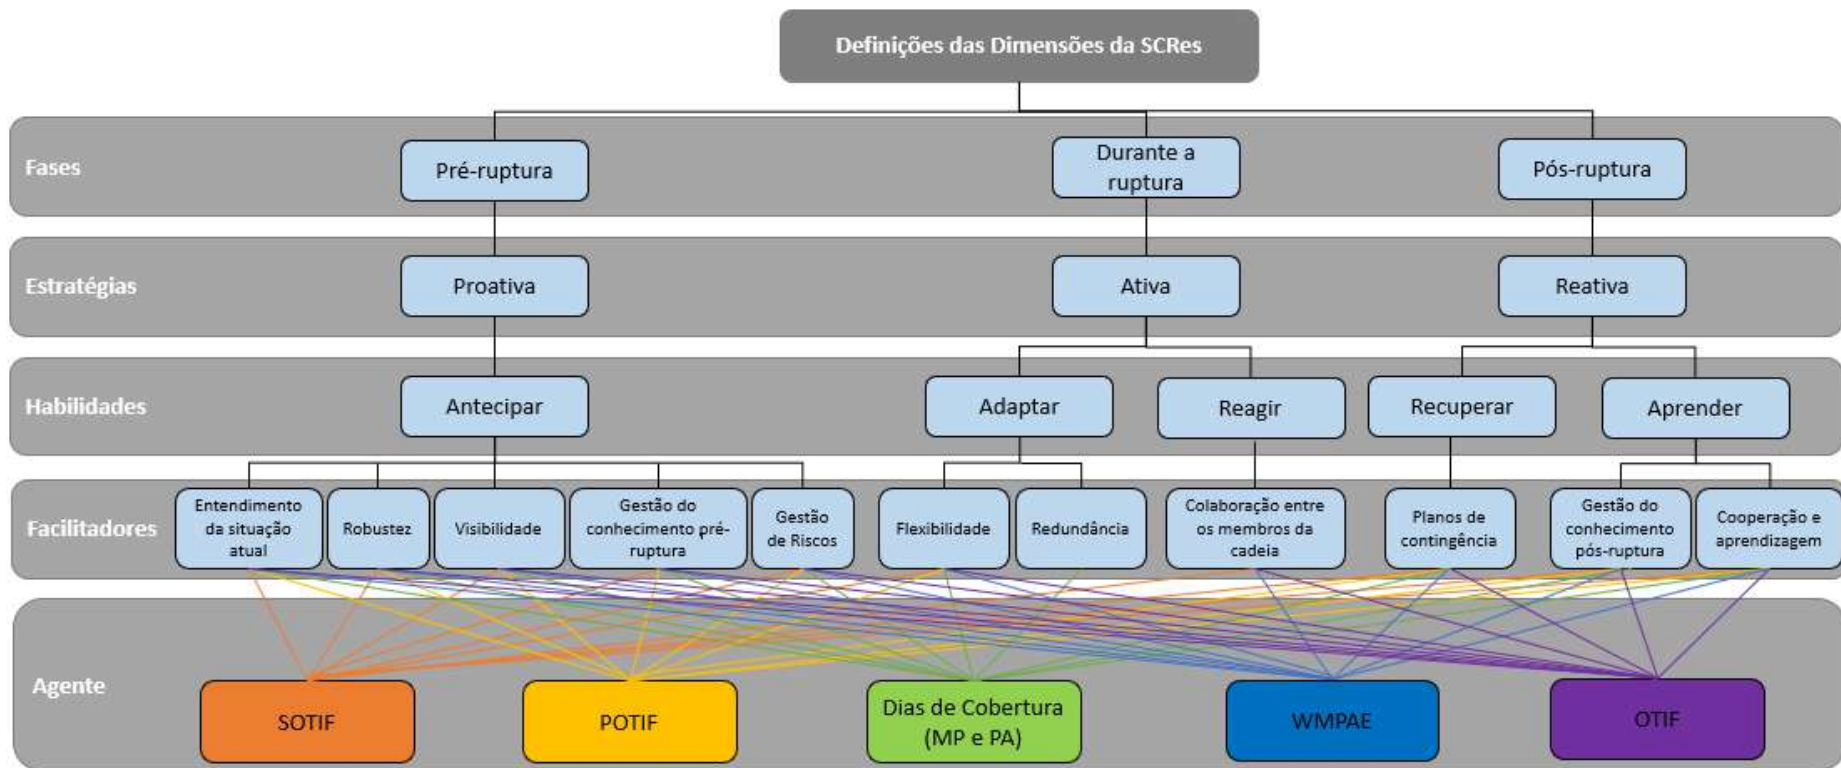 Definições das Dimensões da SCRes
Fases
Pré-ruptura
Durante a
ruptura
Pós-ruptura
Estratégias
Proativa
Ativa
Reativa
Habilidades
Antecipar
Adaptar
Reagir
Recuperar
Aprender
Facilitadores
Entendimento
da situação
atual
Robustez
Visibilidade
Gestão do
conhecimento pré-
ruptura
Gestão
de Riscos
Flexibilidade
Redundância
Colaboração entre
os membros da
cadeia
Planos de
contingência
Gestão do
conhecimento
pós-ruptura
Cooperação e
aprendizagem
Agente
SOTIF
POTIF
Dias de Cobertura
(MP e PA)
WMPAE
OTIF